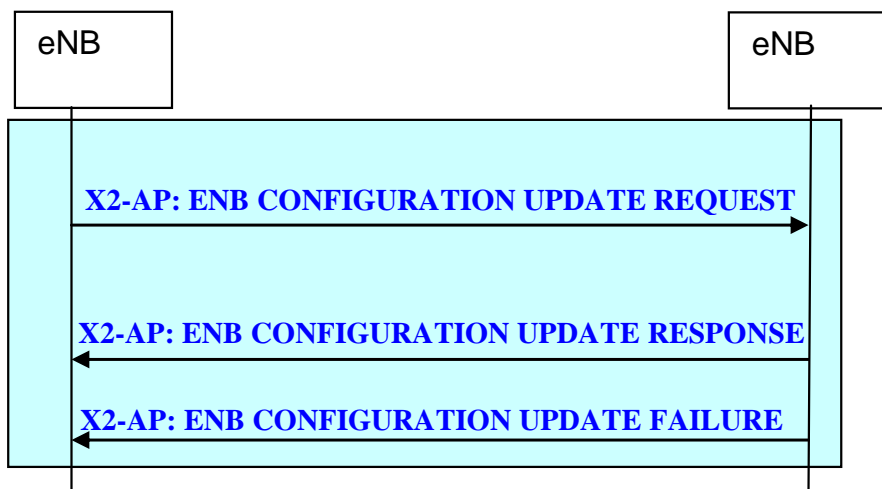 eNB
eNB
X2-AP: ENB CONFIGURATION UPDATE REQUEST
X2-AP: ENB CONFIGURATION UPDATE RESPONSE
X2-AP: ENB CONFIGURATION UPDATE FAILURE